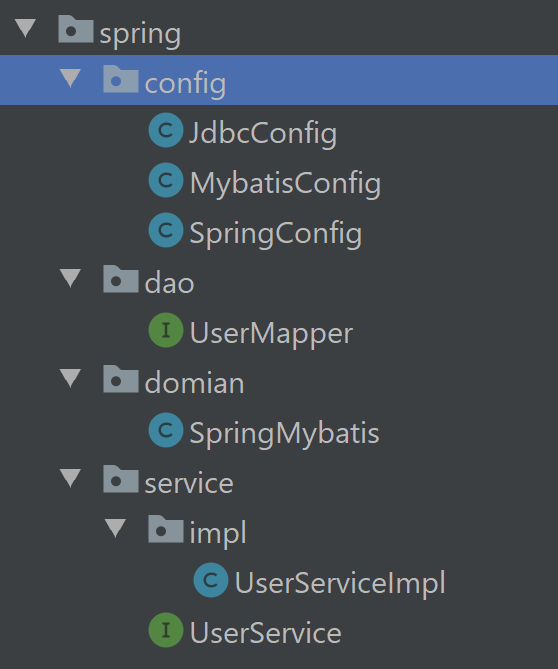 spring
config
C JdbcConfig
C MybatisConfig
C SpringConfig
dao
I UserMapper
domian
C SpringMybatis
service
impl
C UserServiceImpl
I UserService